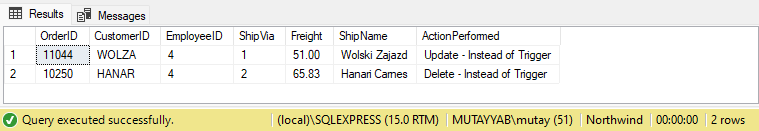 Results Messages
OrderID CustomerID EmployeeID ShipVia Freight ShipName ActionPerformed
1 11044 WOLZA 4 1 51.00 Wolski Zajazd Update - Instead of Trigger
2 10250 HANAR 4 2 65.83 Hanari Carnes Delete - Instead of Trigger
Query executed successfully. (local)\SQLEXPRESS (15.0 RTM) MUTAYYAB\mutay (51) Northwind 00:00:00 2 rows